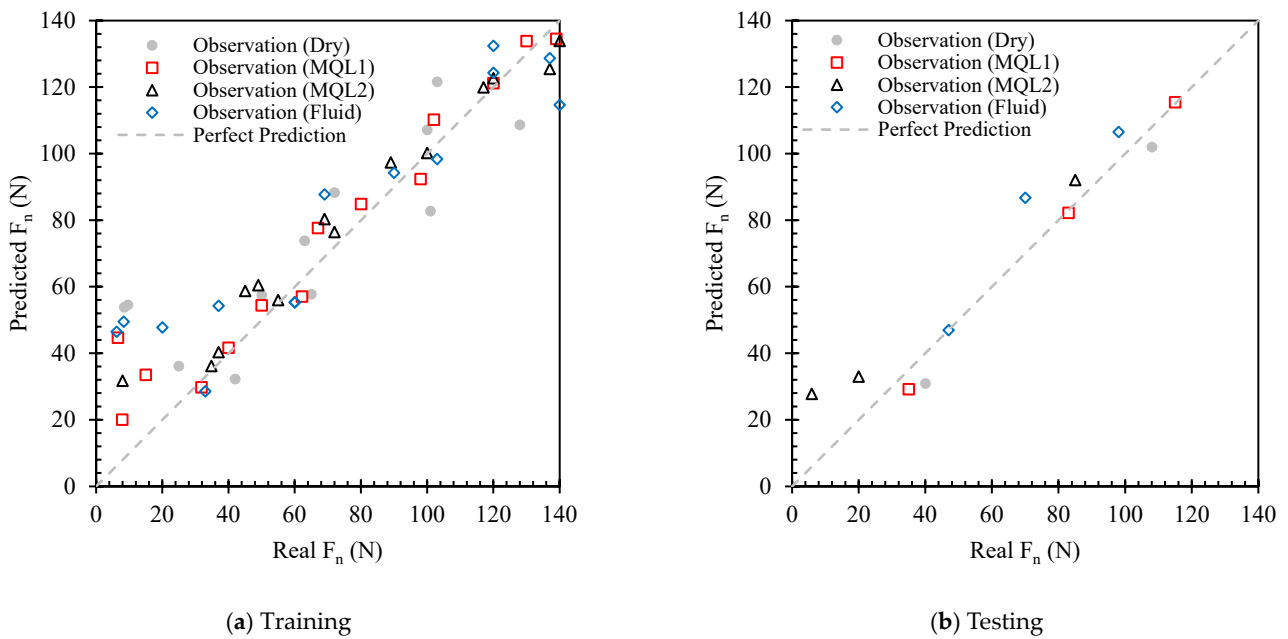 140
120
100
80
60
40
20
0
Predicted Fₙ (N)
Observation (Dry)
Observation (MQL1)
Observation (MQL2)
Observation (Fluid)
Perfect Prediction
0 20 40 60 80 100 120 140
Real Fₙ (N)
(a) Training
140
120
100
80
60
40
20
0
Predicted Fₙ (N)
Observation (Dry)
Observation (MQL1)
Observation (MQL2)
Observation (Fluid)
Perfect Prediction
0 20 40 60 80 100 120 140
Real Fₙ (N)
(b) Testing